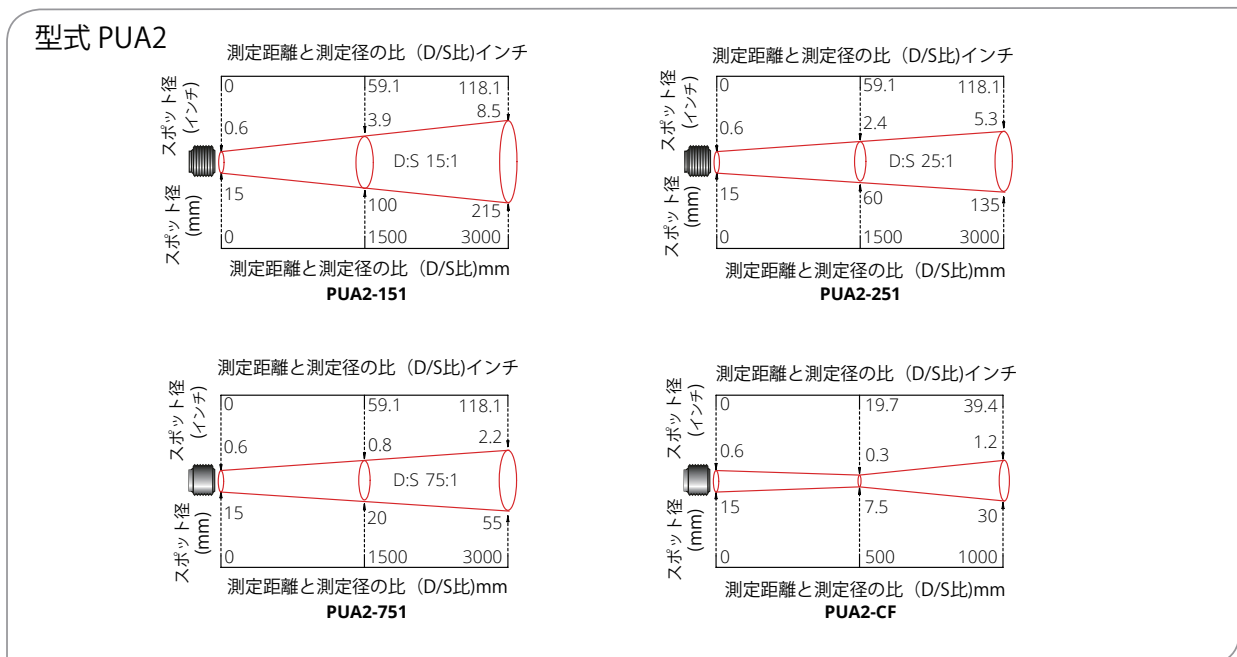 型式 PUA2
測定距離と測定径の比（D/S比)インチ
スポット径
(インチ)
0
59.1
118.1
0.6
3.9
8.5
D:S 15:1
スポット径
(mm)
15
100
215
0
1500
3000
測定距離と測定径の比（D/S比)mm
PUA2-151
測定距離と測定径の比（D/S比)インチ
スポット径
(インチ)
0
59.1
118.1
0.6
2.4
5.3
D:S 25:1
スポット径
(mm)
15
60
135
0
1500
3000
測定距離と測定径の比（D/S比)mm
PUA2-251
測定距離と測定径の比（D/S比)インチ
スポット径
(インチ)
0
59.1
118.1
0.6
0.8
2.2
D:S 75:1
スポット径
(mm)
15
20
55
0
1500
3000
測定距離と測定径の比（D/S比)mm
PUA2-751
測定距離と測定径の比（D/S比)インチ
スポット径
(インチ)
0
19.7
39.4
0.6
0.3
1.2
スポット径
(mm)
15
7.5
30
0
500
1000
測定距離と測定径の比（D/S比)mm
PUA2-CF